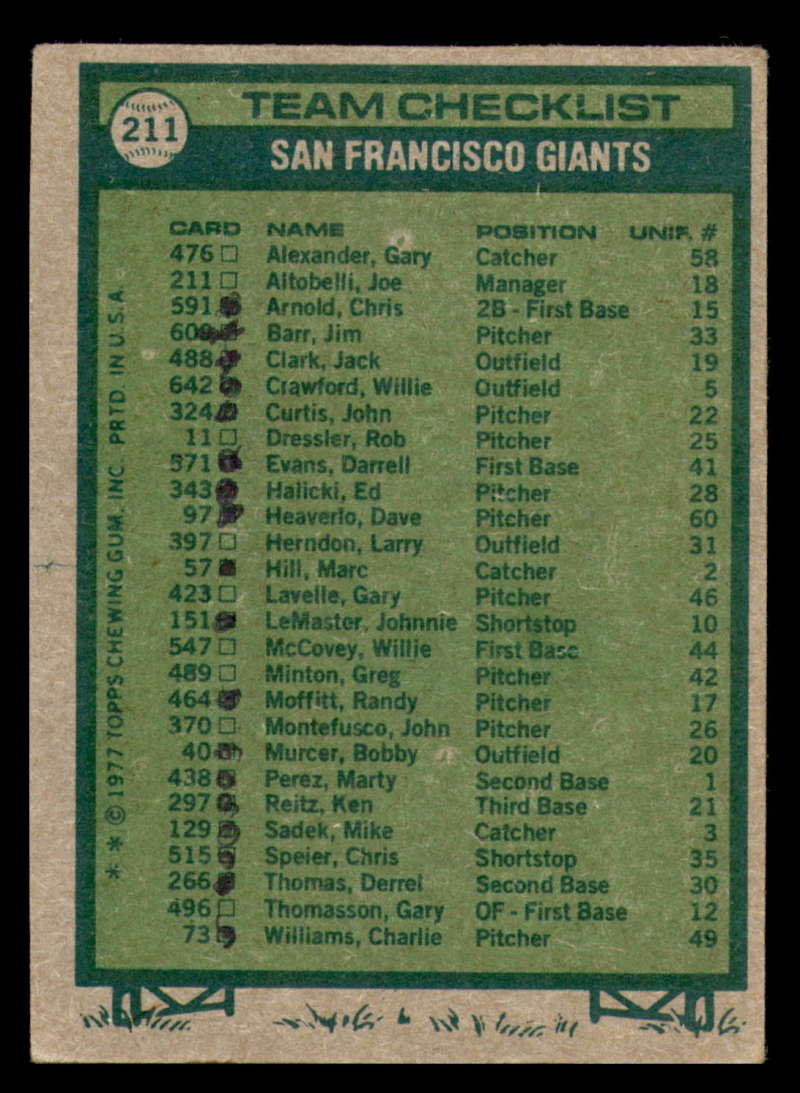 211
TEAM CHECKLIST
SAN FRANCISCO GIANTS
CARD NAME POSITION UNIF. #
476 Alexander, Gary Catcher 58
211 Altobelli, Joe Manager 18
591 Arnold, Chris 2B - First Base 15
609 Barr, Jim Pitcher 33
488 Clark, Jack Outfield 19
642 Crawford, Willie Outfield 5
324 Curtis, John Pitcher 22
11 Dressler, Rob Pitcher 25
571 Evans, Darrell First Base 41
343 Halicki, Ed Pitcher 28
97 Heaverlo, Dave Pitcher 60
397 Herndon, Larry Outfield 31
57 Hill, Marc Catcher 2
423 Lavelle, Gary Pitcher 46
151 LeMaster, Johnnie Shortstop 10
547 McCovey, Willie First Base 44
489 Minton, Greg Pitcher 42
464 Moffitt, Randy Pitcher 17
370 Montefusco, John Pitcher 26
40 Murcer, Bobby Outfield 20
438 Perez, Marty Second Base 1
297 Reitz, Ken Third Base 21
129 Sadek, Mike Catcher 3
515 Speier, Chris Shortstop 35
266 Thomas, Derrel Second Base 30
496 Thomasson, Gary OF - First Base 12
73 Williams, Charlie Pitcher 49
* * © 1977 TOPPS CHEWING GUM, INC. PRTD. IN U.S.A.